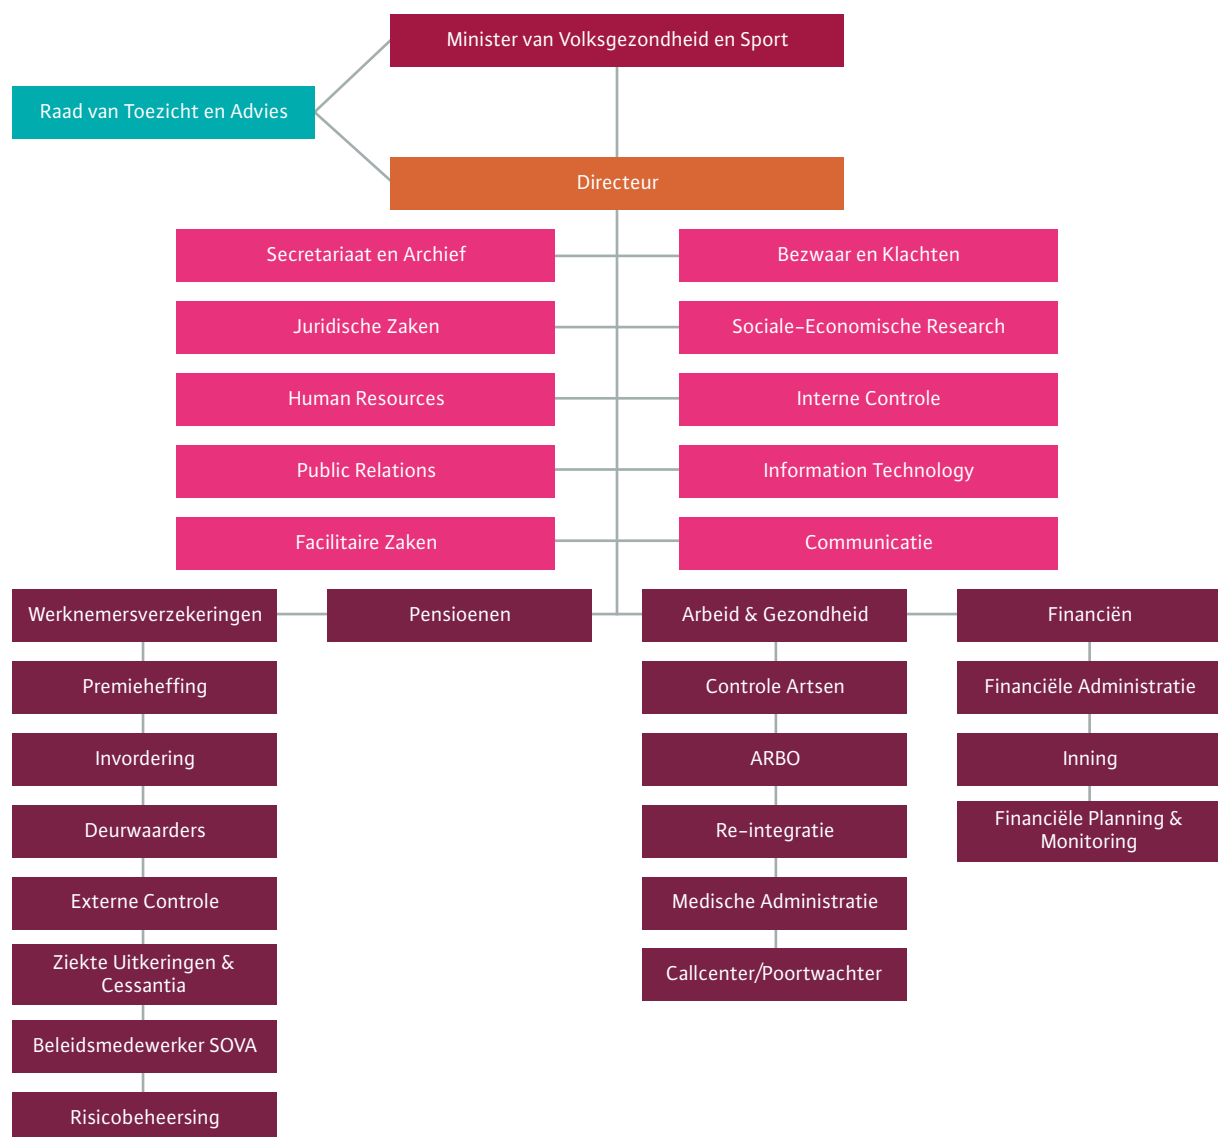 Minister van Volksgezondheid en Sport
Raad van Toezicht en Advies
Directeur
Secretariaat en Archief
Bezwaar en Klachten
Juridische Zaken
Sociale-Economische Research
Human Resources
Interne Controle
Public Relations
Information Technology
Facilitaire Zaken
Communicatie
Werknemersverzekeringen
Pensioenen
Arbeid & Gezondheid
Financiën
Premieheffing
Controle Artsen
Financiële Administratie
Invordering
ARBO
Inning
Deurwaarders
Re-integratie
Financiële Planning &
Monitoring
Externe Controle
Medische Administratie
Ziekte Uitkeringen &
Cessantia
Callcenter/Poortwachter
Beleidsmedewerker SOVA
Risicobeheersing